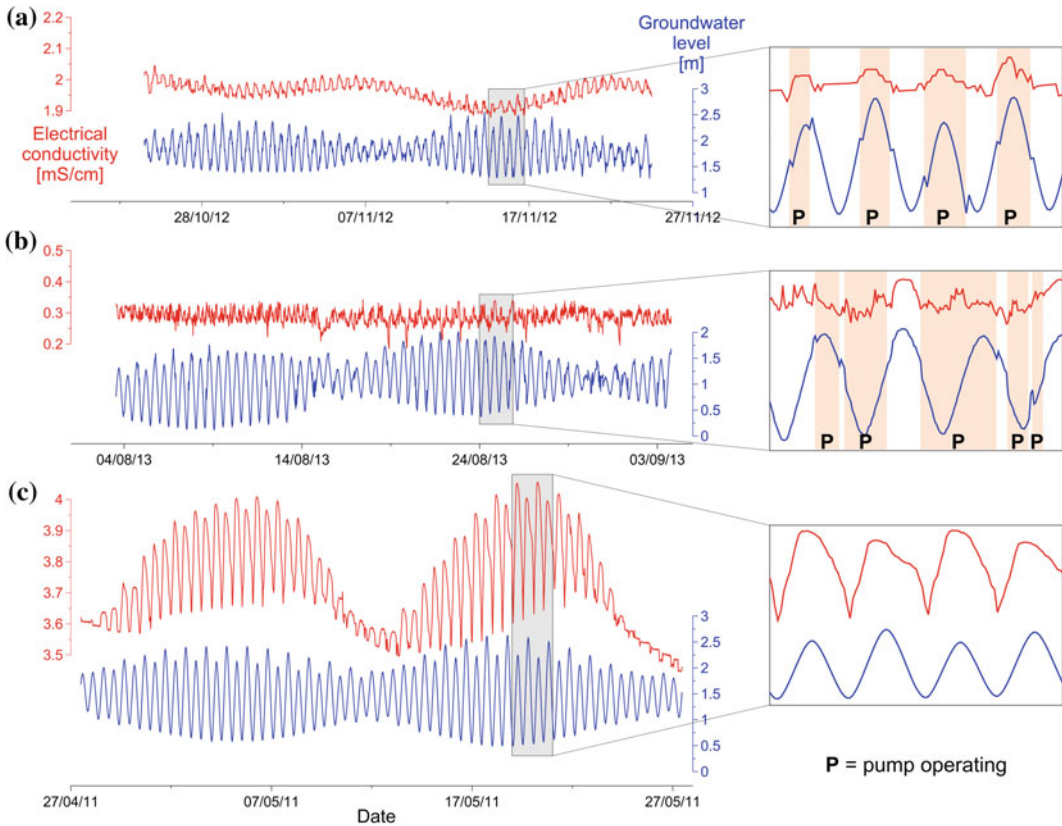 (a)
2.2
2.1
2
1.9
Electrical
conductivity
[mS/cm]
Groundwater
level
[m]
3
2.5
2
1.5
1
28/10/12
07/11/12
17/11/12
27/11/12
P
P
P
P
(b)
0.5
0.4
0.3
0.2
2
1.5
1
0.5
0
04/08/13
14/08/13
24/08/13
03/09/13
P
P
P
P
P
(c)
4
3.9
3.8
3.7
3.6
3.5
3
2.5
2
1.5
1
0.5
0
27/04/11
07/05/11
17/05/11
27/05/11
Date
P = pump operating